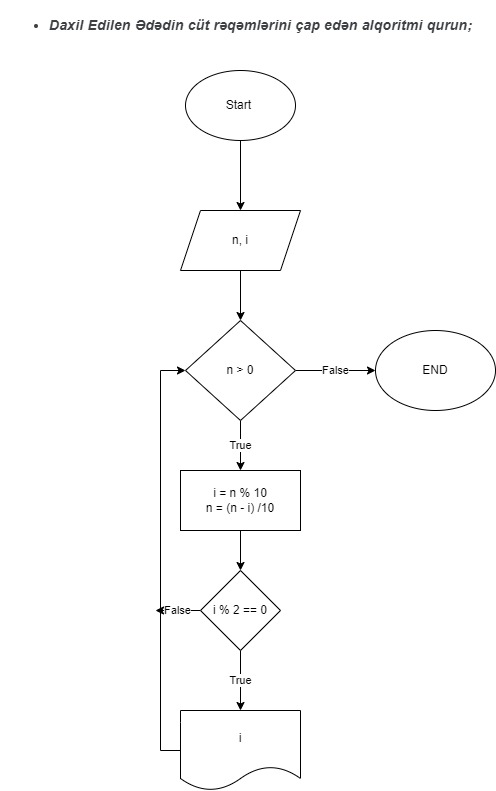 Daxil Edilen Ədədin cüt rəqəmlərini çap edən alqoritmi qurun;
Start
n, i
n > 0
False
END
True
i = n % 10
n = (n - i) /10
i % 2 == 0
False
True
i